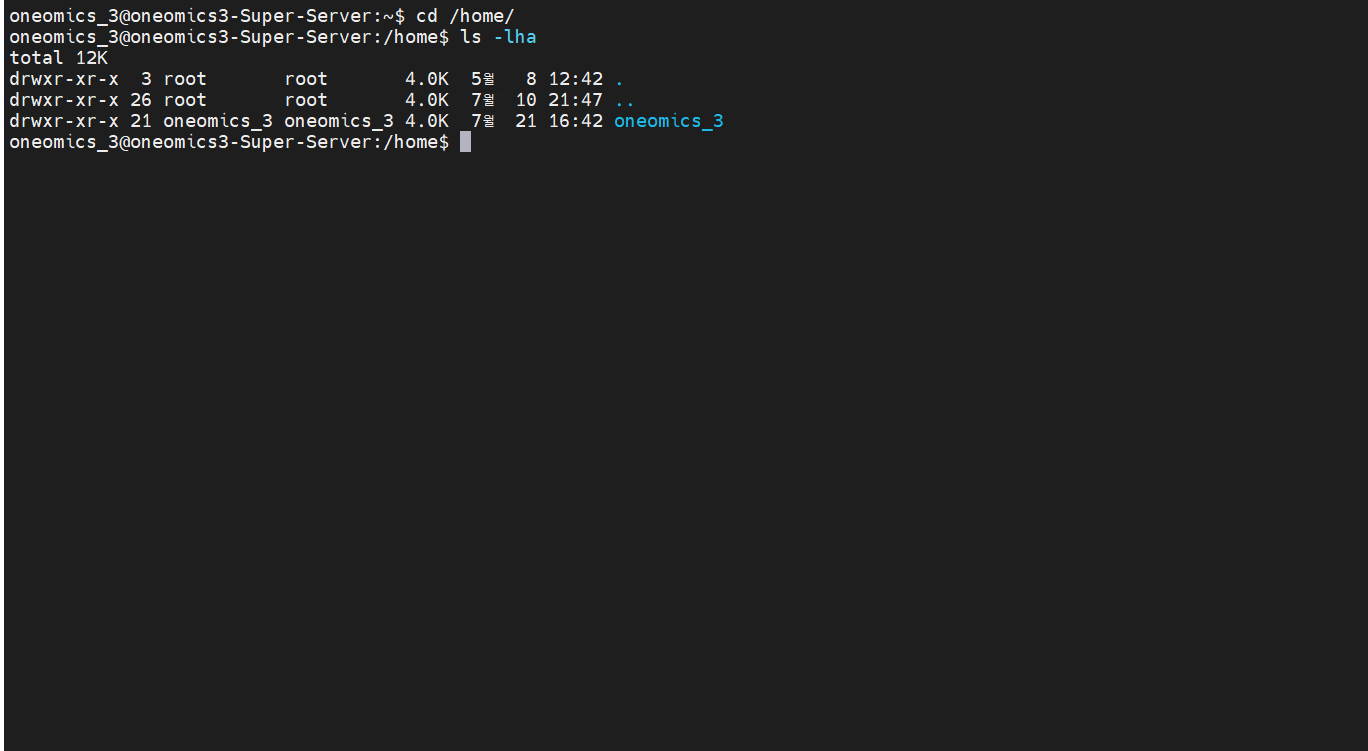 oneomics_3@oneomics3-Super-Server:~$ cd /home/
oneomics_3@oneomics3-Super-Server:/home$ ls -lha
total 12K
drwxr-xr-x  3 root       root       4.0K  5월   8 12:42 .
drwxr-xr-x 26 root       root       4.0K  7월  10 21:47 ..
drwxr-xr-x 21 oneomics_3 oneomics_3 4.0K  7월  21 16:42 oneomics_3
oneomics_3@oneomics3-Super-Server:/home$